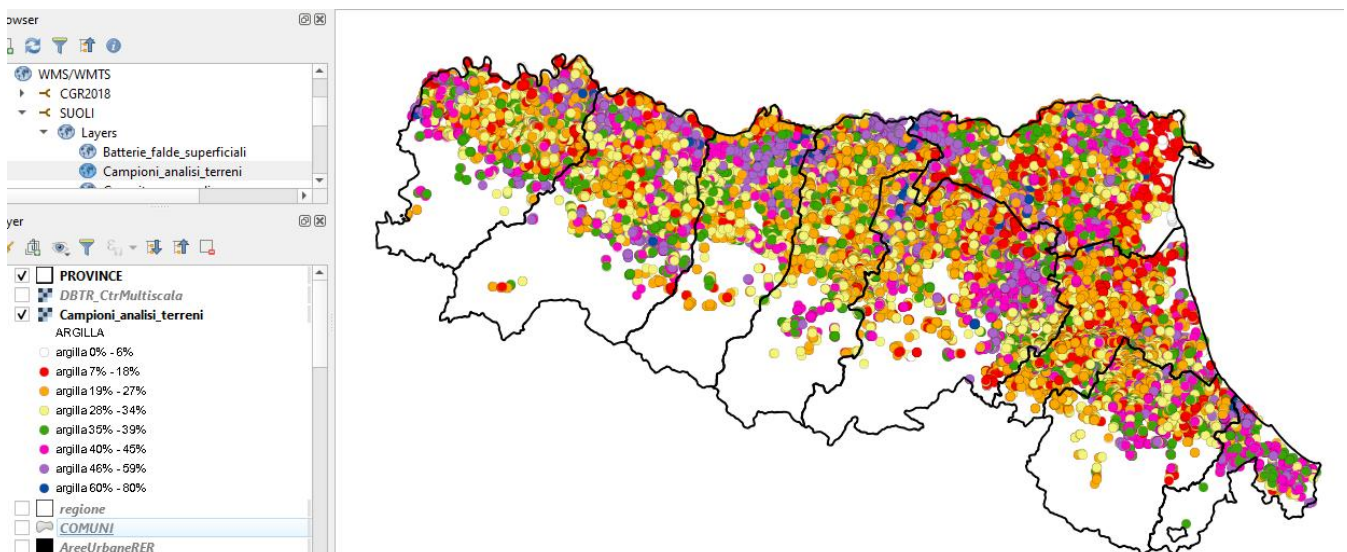 owser
WMS/WMTS
CGR2018
SUOLI
Layers
Batterie_falde_superficiali
Campioni_analisi_terreni
yer
PROVINCE
DBTR_CtrMultiscala
Campioni_analisi_terreni
ARGILLA
argilla 0% - 6%
argilla 7% - 18%
argilla 19% - 27%
argilla 28% - 34%
argilla 35% - 39%
argilla 40% - 45%
argilla 46% - 59%
argilla 60% - 80%
regione
COMUNI
AreeUrbaneRER